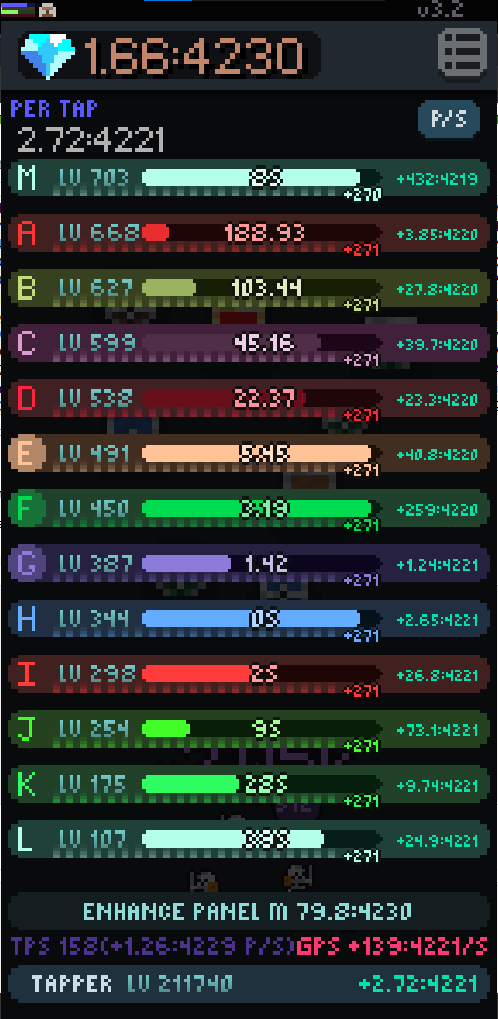 v3.2
1.66:4230
PER TAP
2.72:4221
P/S
M LV 703 8S +270 +432:4219
A LV 668 188.93 +271 +3.85:4220
B LV 627 103.44 +271 +27.8:4220
C LV 599 45.16 +271 +39.7:4220
D LV 538 22.37 +271 +23.3:4220
E LV 491 5.45 +271 +40.8:4220
F LV 450 3.18 +271 +259:4220
G LV 387 1.42 +271 +1.24:4221
H LV 344 0S +271 +2.65:4221
I LV 298 2S +271 +26.8:4221
J LV 254 9S +271 +73.1:4221
K LV 175 28S +271 +9.74:4221
L LV 107 39S +271 +24.9:4221
ENHANCE PANEL M 79.8:4230
TPS 158(+1.26:4229 P/S) GPS +139:4221/S
TAPPER LV 211740 +2.72:4221